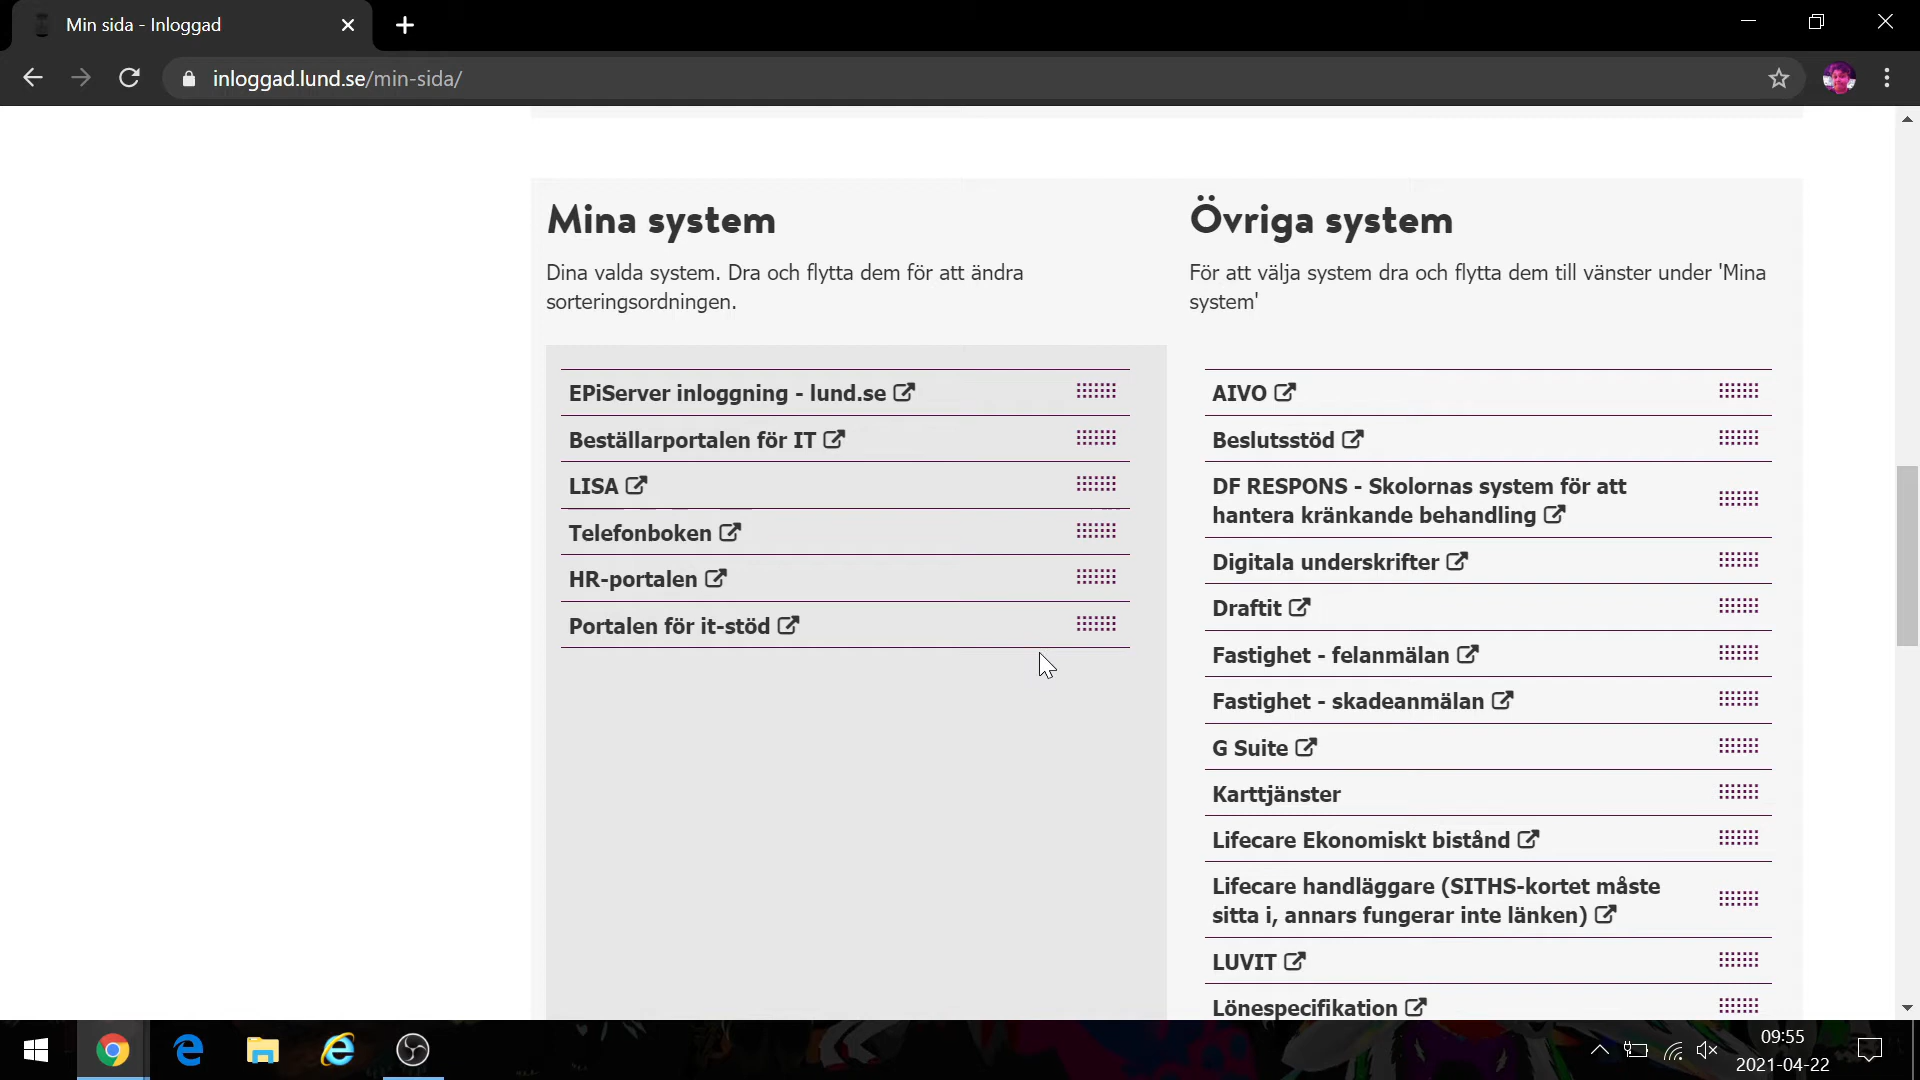 Min sida - Inloggad
inloggad.lund.se/min-sida/
Mina system
Dina valda system. Dra och flytta dem för att ändra
sorteringsordningen.
EPiServer inloggning - lund.se
Beställarportalen för IT
LISA
Telefonboken
HR-portalen
Portalen för it-stöd
Övriga system
För att välja system dra och flytta dem till vänster under 'Mina
system'
AIVO
Beslutsstöd
DF RESPONS - Skolornas system för att
hantera kränkande behandling
Digitala underskrifter
Draftit
Fastighet - felanmälan
Fastighet - skadeanmälan
G Suite
Karttjänster
Lifecare Ekonomiskt bistånd
Lifecare handläggare (SITHS-kortet måste
sitta i, annars fungerar inte länken)
LUVIT
Lönespecifikation
09:55
2021-04-22